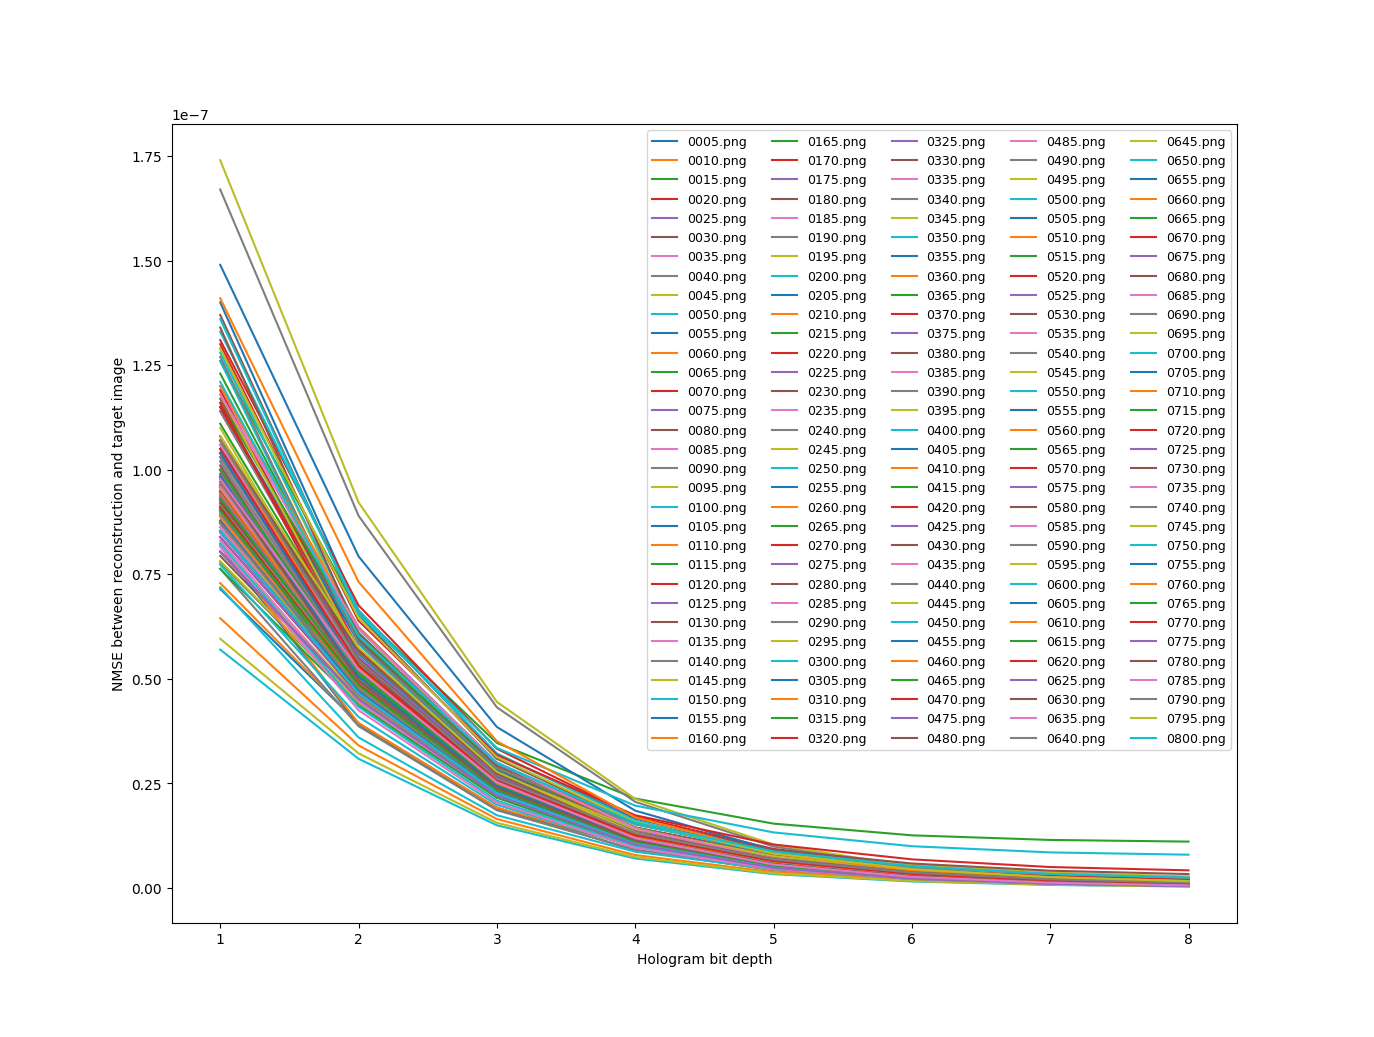 1e−7
1.75
1.50
1.25
1.00
0.75
0.50
0.25
0.00
NMSE between reconstruction and target image
1 2 3 4 5 6 7 8
Hologram bit depth
0005.png 0165.png 0325.png 0485.png 0645.png
0010.png 0170.png 0330.png 0490.png 0650.png
0015.png 0175.png 0335.png 0495.png 0655.png
0020.png 0180.png 0340.png 0500.png 0660.png
0025.png 0185.png 0345.png 0505.png 0665.png
0030.png 0190.png 0350.png 0510.png 0670.png
0035.png 0195.png 0355.png 0515.png 0675.png
0040.png 0200.png 0360.png 0520.png 0680.png
0045.png 0205.png 0365.png 0525.png 0685.png
0050.png 0210.png 0370.png 0530.png 0690.png
0055.png 0215.png 0375.png 0535.png 0695.png
0060.png 0220.png 0380.png 0540.png 0700.png
0065.png 0225.png 0385.png 0545.png 0705.png
0070.png 0230.png 0390.png 0550.png 0710.png
0075.png 0235.png 0395.png 0555.png 0715.png
0080.png 0240.png 0400.png 0560.png 0720.png
0085.png 0245.png 0405.png 0565.png 0725.png
0090.png 0250.png 0410.png 0570.png 0730.png
0095.png 0255.png 0415.png 0575.png 0735.png
0100.png 0260.png 0420.png 0580.png 0740.png
0105.png 0265.png 0425.png 0585.png 0745.png
0110.png 0270.png 0430.png 0590.png 0750.png
0115.png 0275.png 0435.png 0595.png 0755.png
0120.png 0280.png 0440.png 0600.png 0760.png
0125.png 0285.png 0445.png 0605.png 0765.png
0130.png 0290.png 0450.png 0610.png 0770.png
0135.png 0295.png 0455.png 0615.png 0775.png
0140.png 0300.png 0460.png 0620.png 0780.png
0145.png 0305.png 0465.png 0625.png 0785.png
0150.png 0310.png 0470.png 0630.png 0790.png
0155.png 0315.png 0475.png 0635.png 0795.png
0160.png 0320.png 0480.png 0640.png 0800.png